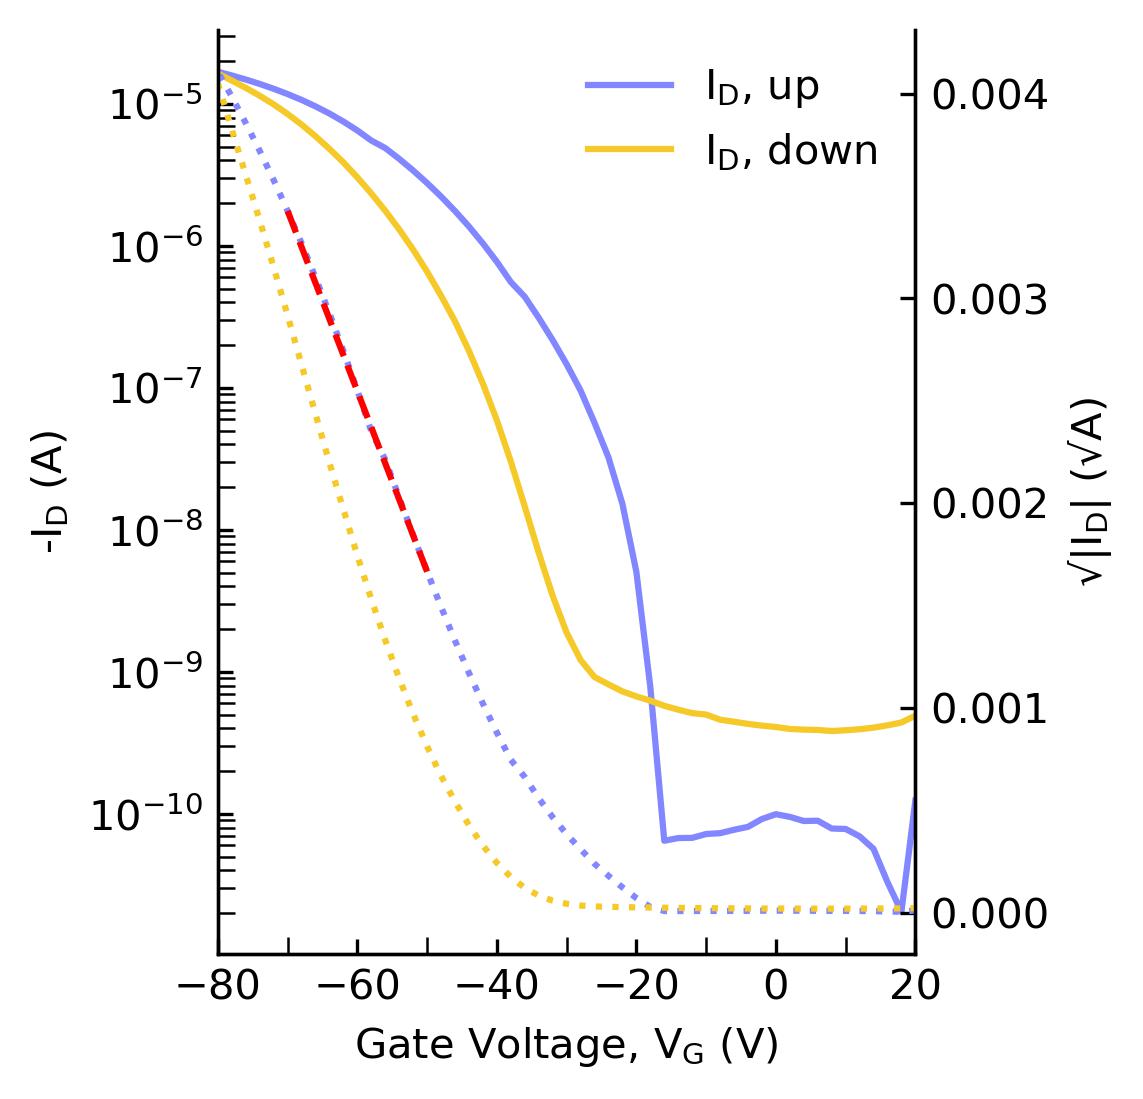 I_D, up
I_D, down
10⁻⁵
10⁻⁶
10⁻⁷
10⁻⁸
10⁻⁹
10⁻¹⁰
-I_D (A)
0.004
0.003
0.002
0.001
0.000
√|I_D| (√A)
−80 −60 −40 −20 0 20
Gate Voltage, V_G (V)